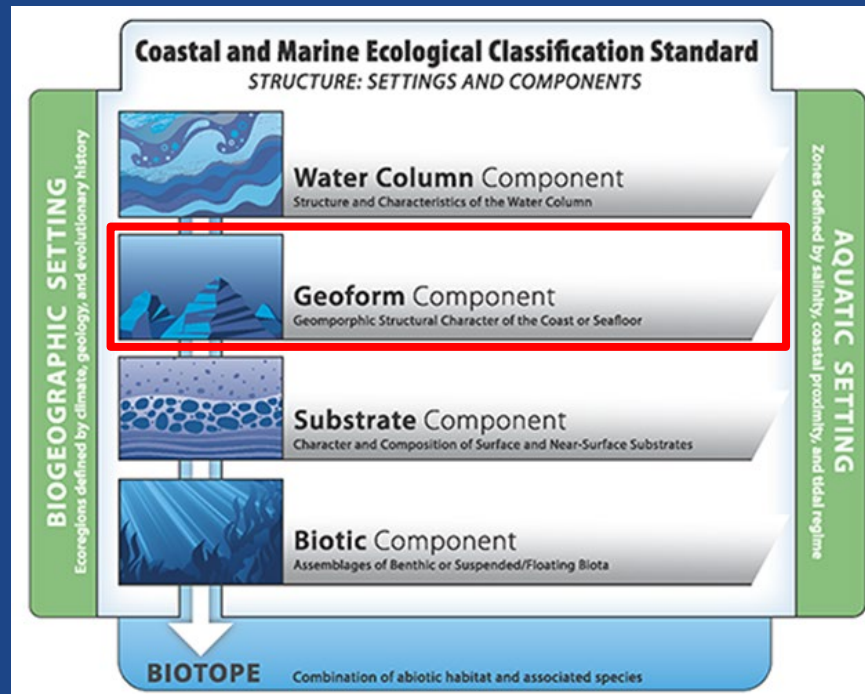 Coastal and Marine Ecological Classification Standard
STRUCTURE: SETTINGS AND COMPONENTS
BIOGEOGRAPHIC SETTING
Ecoregions defined by climate, geology, and evolutionary history
Water Column Component
Structure and Characteristics of the Water Column
Geoform Component
Geomporphic Structural Character of the Coast or Seafloor
Substrate Component
Character and Composition of Surface and Near-Surface Substrates
Biotic Component
Assemblages of Benthic or Suspended/Floating Biota
AQUATIC SETTING
Zones defined by salinity, coastal proximity, and tidal regime
BIOTOPE Combination of abiotic habitat and associated species